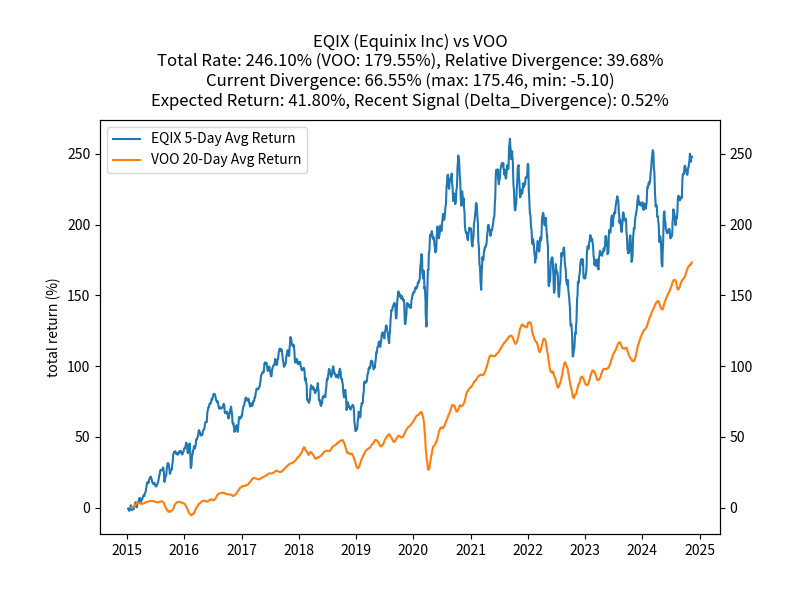 EQIX (Equinix Inc) vs VOO
Total Rate: 246.10% (VOO: 179.55%), Relative Divergence: 39.68%
Current Divergence: 66.55% (max: 175.46, min: -5.10)
Expected Return: 41.80%, Recent Signal (Delta_Divergence): 0.52%
EQIX 5-Day Avg Return
VOO 20-Day Avg Return
total return (%)
250 250
200 200
150 150
100 100
50 50
0 0
2015 2016 2017 2018 2019 2020 2021 2022 2023 2024 2025